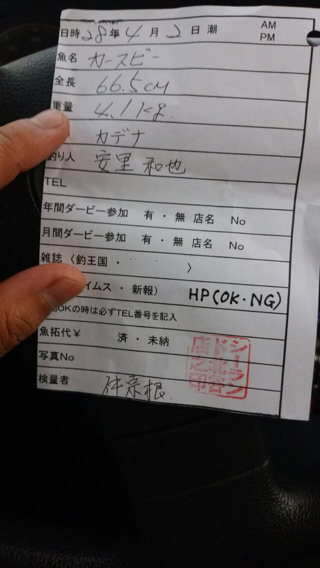 日時 28年 4月 2日 潮 AM PM
魚名 ガースビー
全長 66.5cm
重量 4.1kg
カデナ
釣り人 安里 和也
TEL
年間ダービー参加 有・無 店名 No
月間ダービー参加 有・無 店名 No
雑誌〈釣王国・ 〉
イムス・新報) HP(OK・NG)
OKの時は必ずTEL番号を記入
魚拓代¥ 済・未納
写真No
検量者